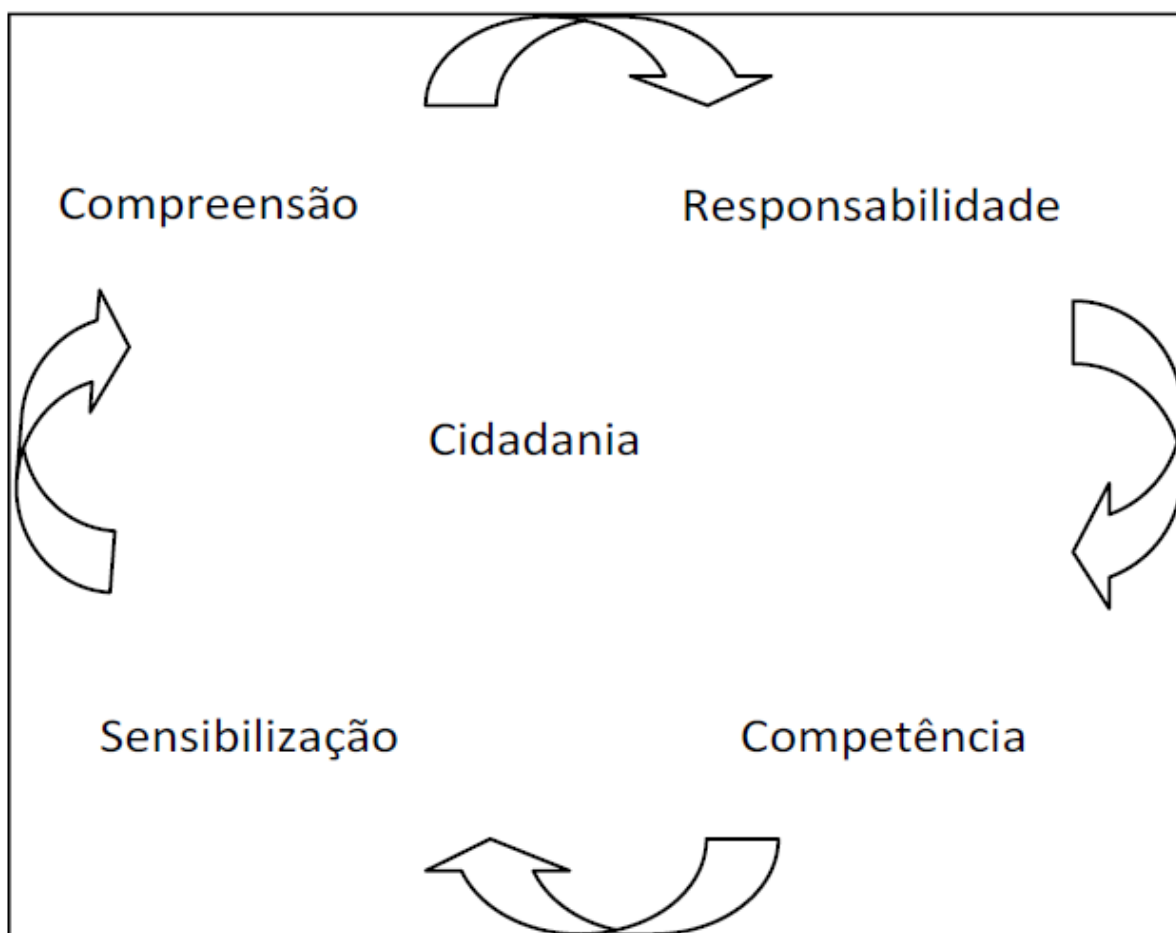 Compreensão
Responsabilidade
Cidadania
Sensibilização
Competência